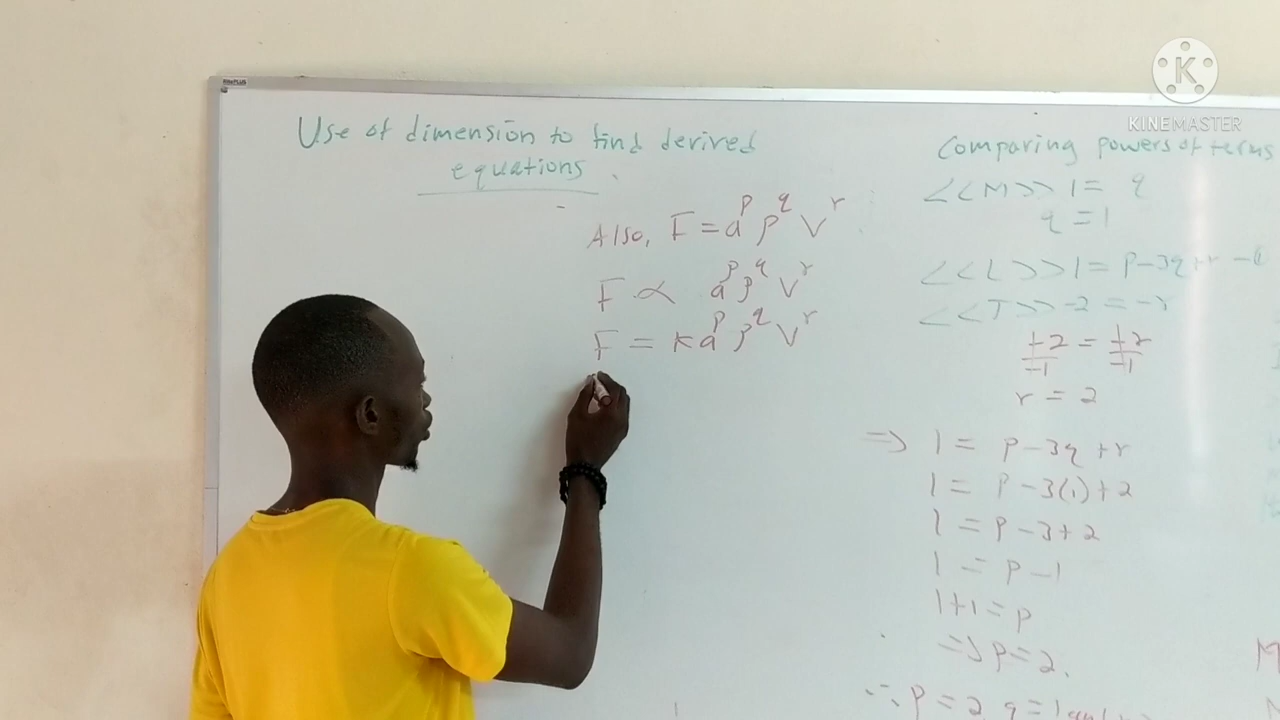 RitePLUS
K
KINEMASTER
Use of dimension to find derived
equations
Also, F = a^p ρ^q V^r
F ∝ a^p ρ^q V^r
F = K a^p ρ^q V^r
Comparing powers of terms
<<M>> 1 = q
q = 1
<<L>> 1 = p-3q+r
<<T>> -2 = -r
-2/-1 = -r/-1
r = 2
=> 1 = p-3q+r
1 = p-3(1)+2
1 = p-3+2
1 = p-1
1+1 = p
=> p=2.
∴ p = 2 q = 1
M